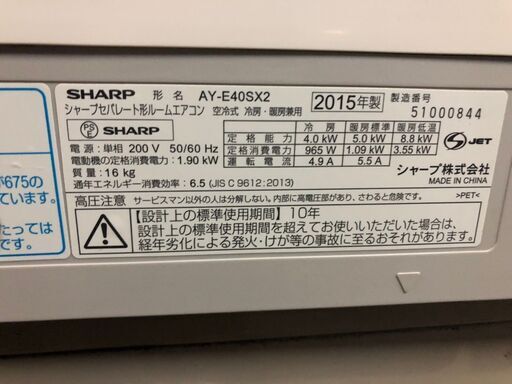 SHARP 形 名 AY-E40SX2 2015年製 製造番号
シャープセパレート形ルームエアコン 空冷式 冷房・暖房兼用 51000844
PS E SHARP
冷 房 暖房標準 暖房低温
定 格 能 力 4.0 kW 5.0 kW 8.8 kW
電 源 : 単相 200 V 50/60 Hz 定格消費電力 965 W 1.09 kW 3.55 kW
電動機の定格消費電力 : 1.90 kW 運 転 電 流 4.9 A 5.5 A
S JET
質 量 : 16 kg シャープ株式会社
通年エネルギー消費効率 : 6.5 (JIS C 9612:2013) MADE IN CHINA
高圧注意 サービスマン以外の人は分解しない。内部に高電圧部があり、さわると危険です。 >PET<
【設計上の標準使用期間】10年
設計上の標準使用期間を超えてお使いいただいた場合は、
経年劣化による発火・けが等の事故に至るおそれがあります。
が675の
ています。
たっては
です。